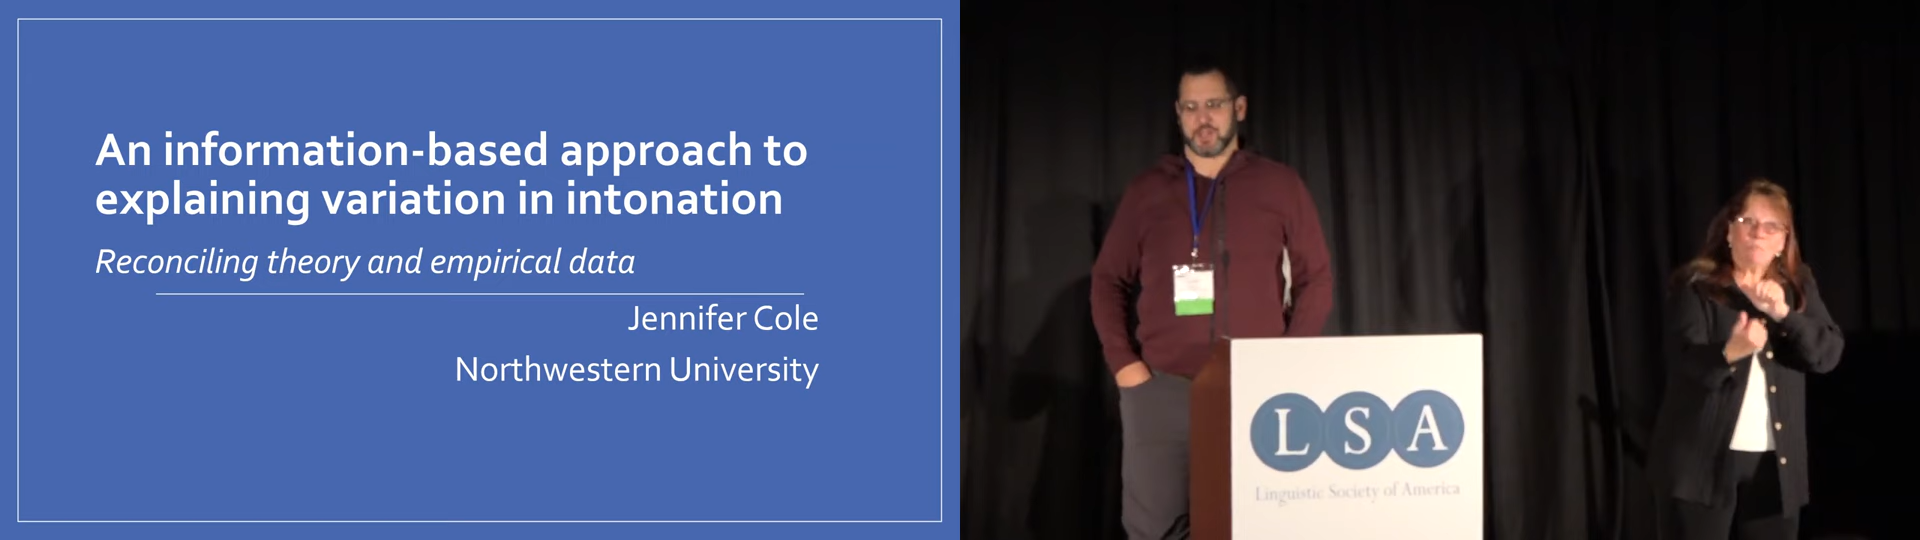 An information-based approach to
explaining variation in intonation
Reconciling theory and empirical data
Jennifer Cole
Northwestern University
L S A
Linguistic Society of America